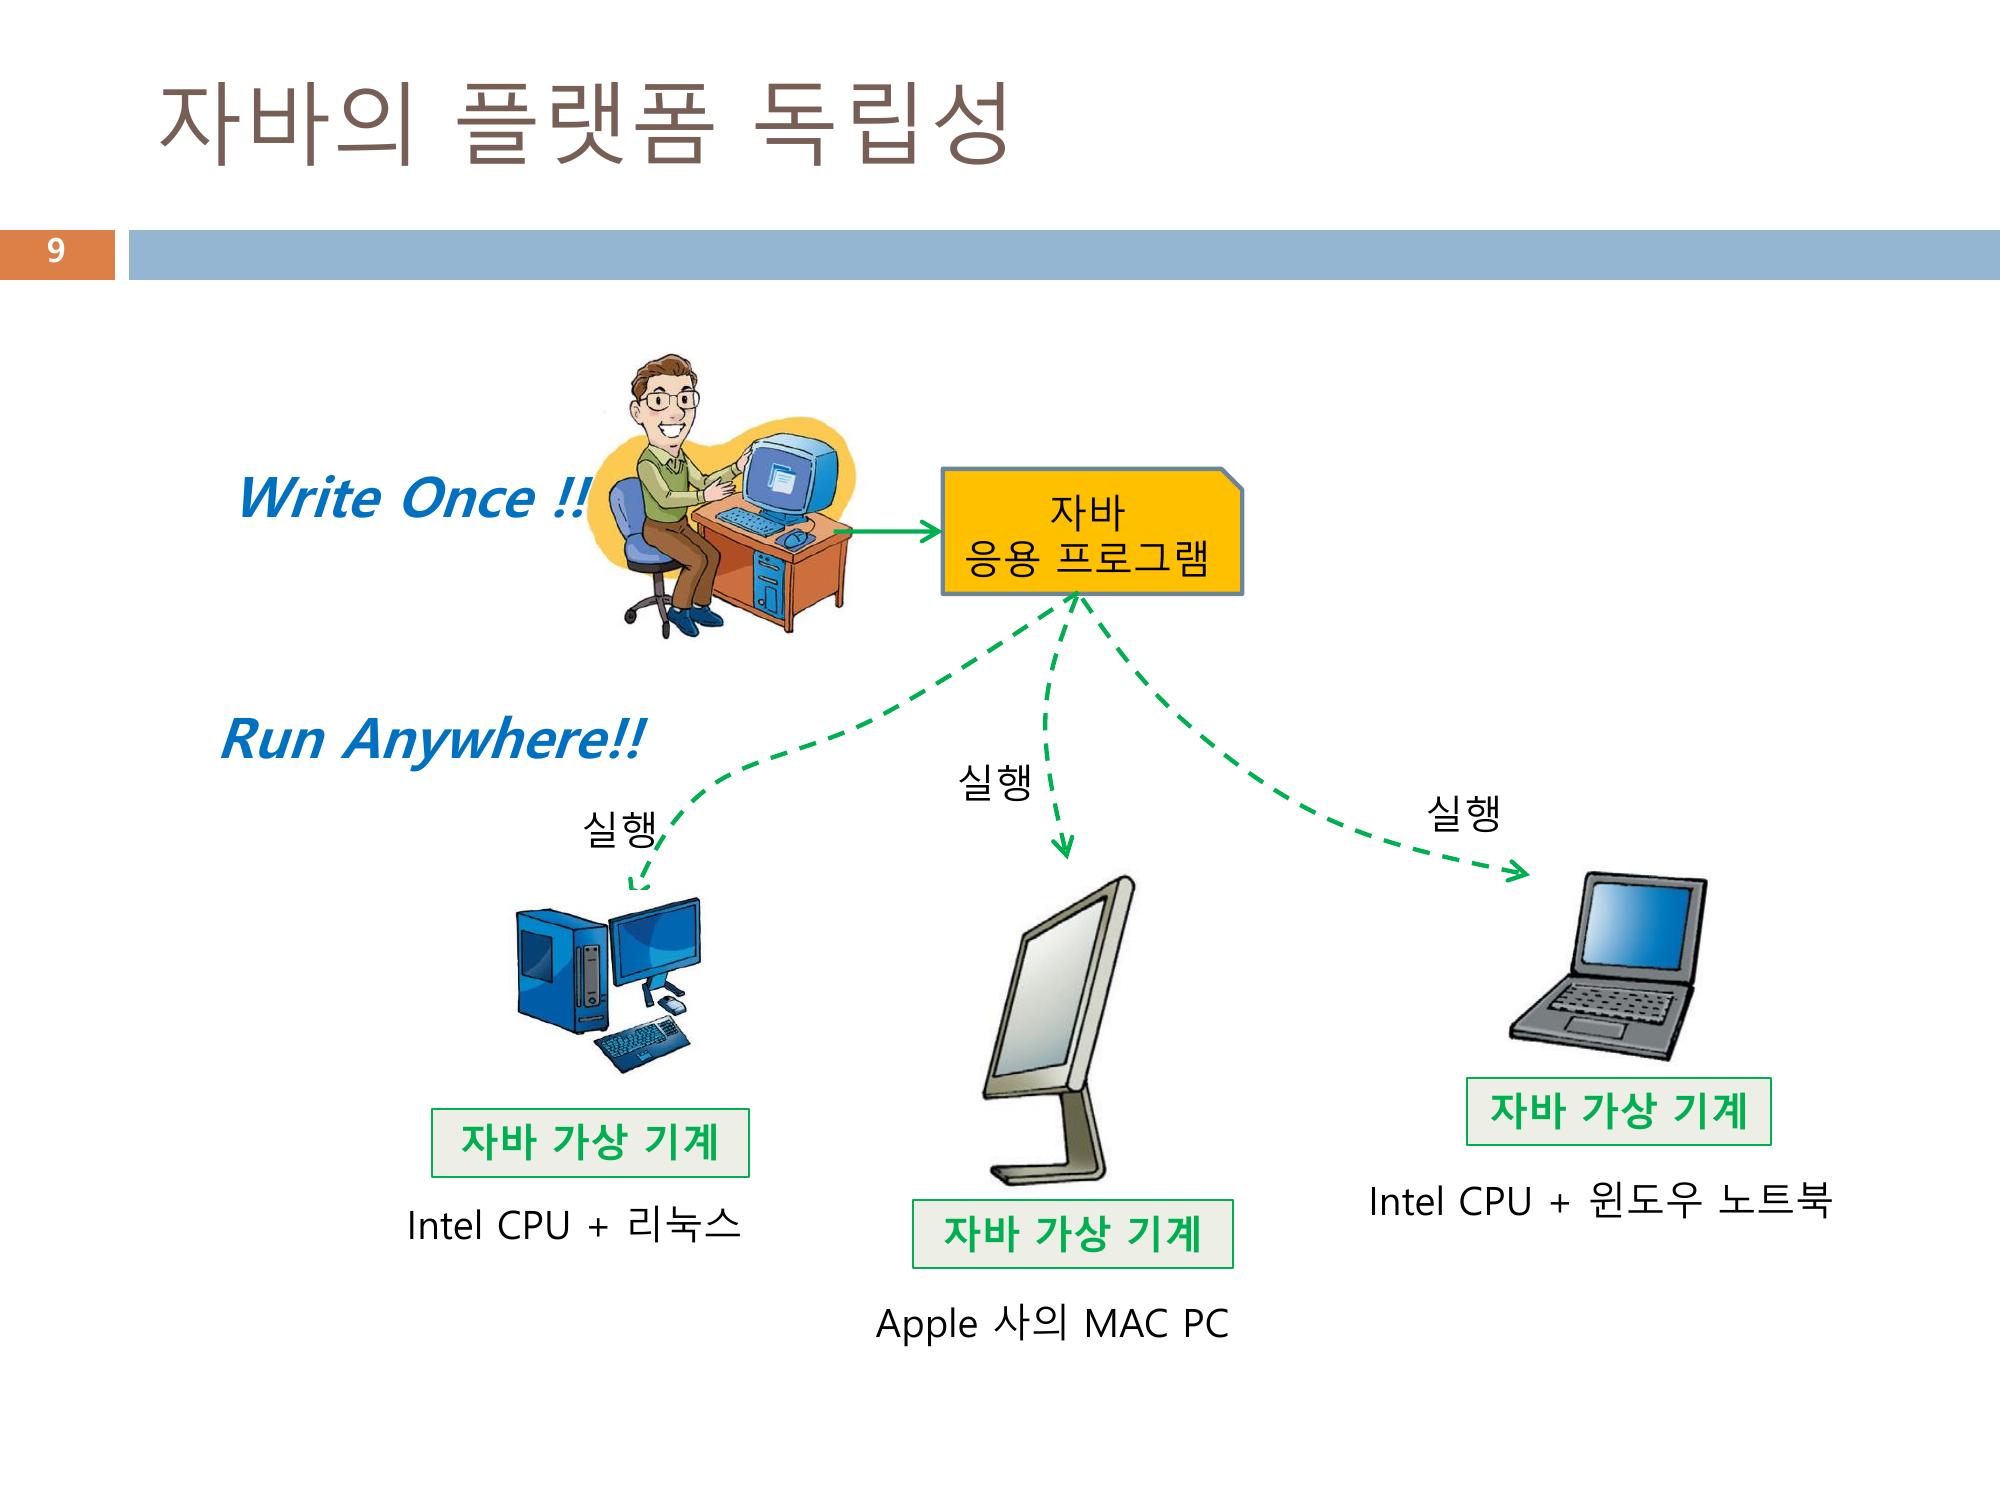 자바의 플랫폼 독립성
9
Write Once !!
자바
응용 프로그램
Run Anywhere!!
실행
실행
실행
자바 가상 기계
Intel CPU + 리눅스
자바 가상 기계
Apple 사의 MAC PC
자바 가상 기계
Intel CPU + 윈도우 노트북